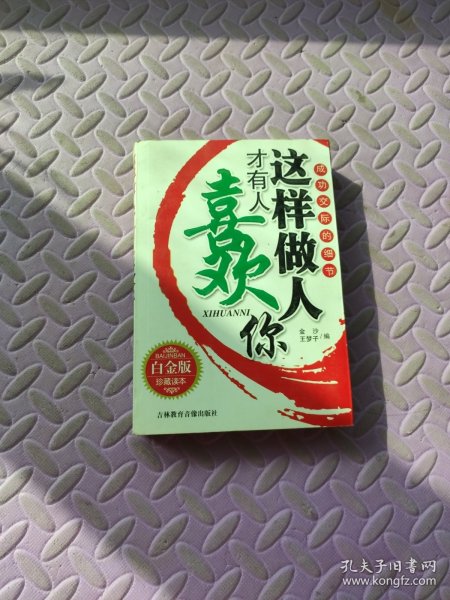 成功交际的细节
这样做人
才有人
喜欢
你
XIHUANNI
金沙
王梦子/编
BAIJINBAN
白金版
珍藏读本
吉林教育音像出版社
孔夫子旧书网
www.kongfz.com